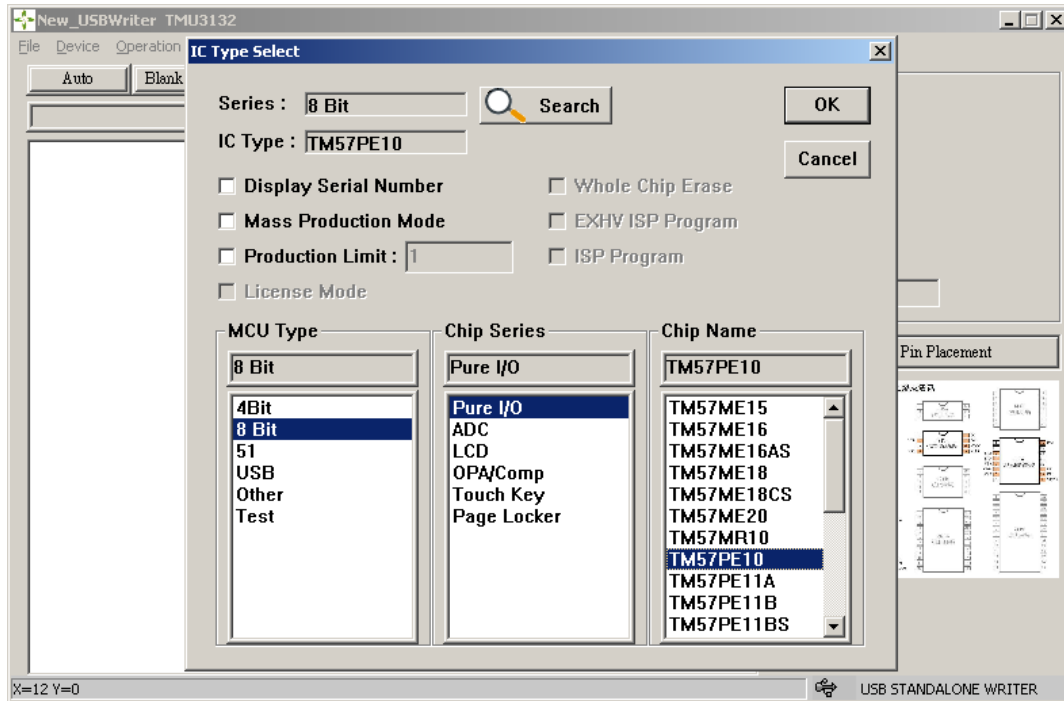 New_USBWriter TMU3132
File Device Operation
IC Type Select
Auto Blank
Series : 8 Bit Search OK
IC Type : TM57PE10
Cancel
Display Serial Number Whole Chip Erase
Mass Production Mode EXHV ISP Program
Production Limit : 1 ISP Program
License Mode
MCU Type Chip Series Chip Name
Pin Placement
8 Bit Pure I/O TM57PE10
4Bit Pure I/O TM57ME15
8 Bit ADC TM57ME16
51 LCD TM57ME16AS
USB OPA/Comp TM57ME18
Other Touch Key TM57ME18CS
Test Page Locker TM57ME20
TM57MR10
TM57PE10
TM57PE11A
TM57PE11B
TM57PE11BS
X=12 Y=0 USB STANDALONE WRITER